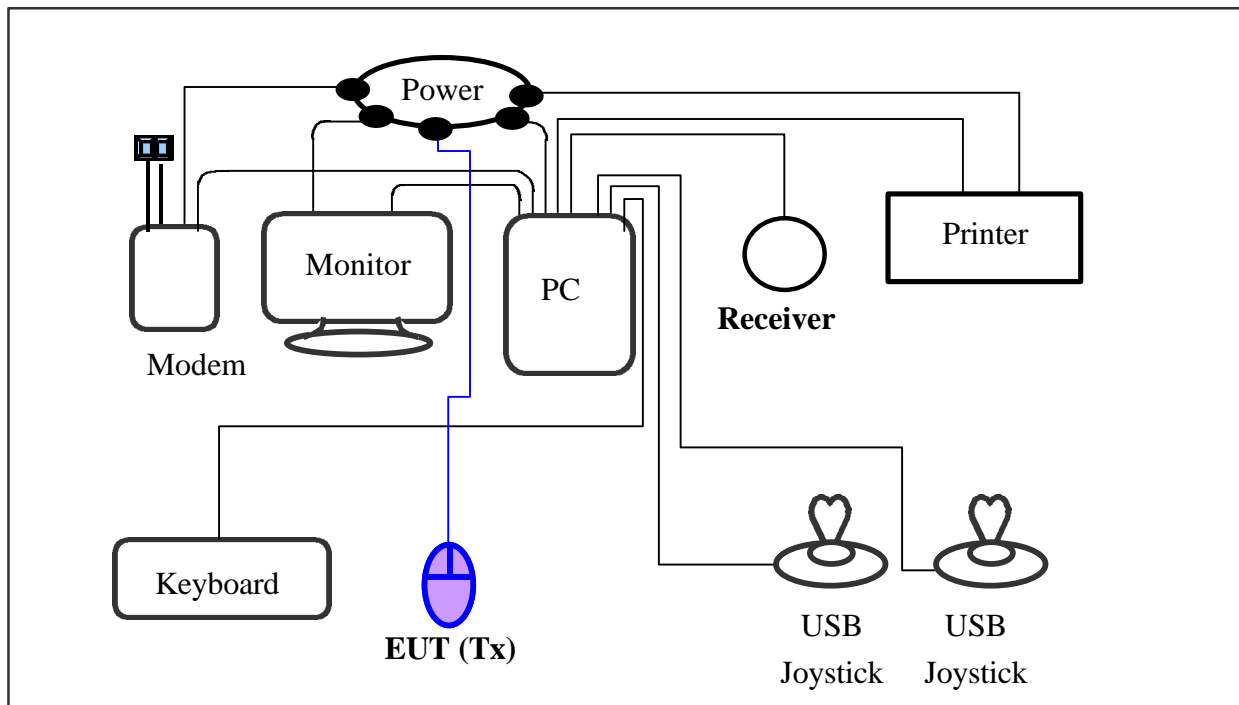 Power
Printer
Monitor
PC
Receiver
Modem
Keyboard
EUT (Tx)
USB
Joystick
USB
Joystick